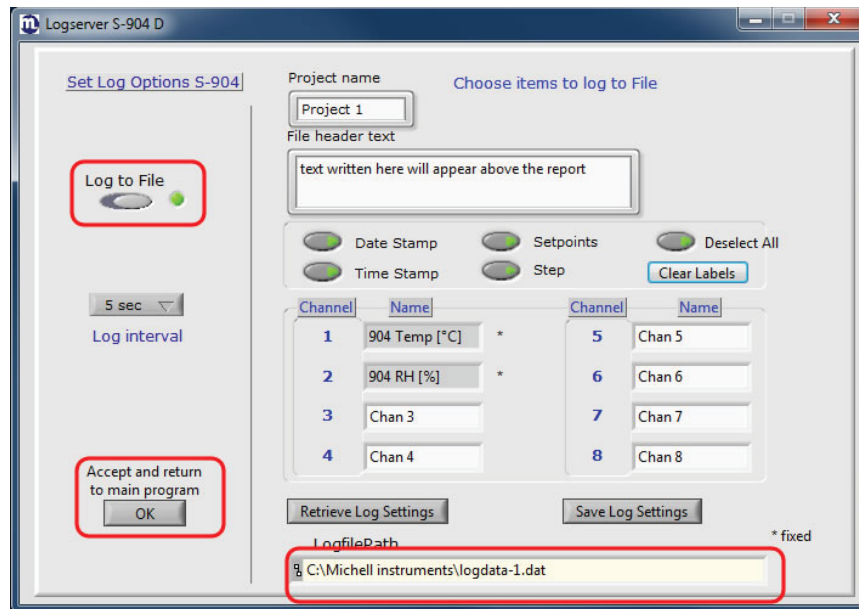 Logserver S-904 D
Set Log Options S-904
Log to File
5 sec
Log interval
Accept and return
to main program
OK
Project name
Choose items to log to File
Project 1
File header text
text written here will appear above the report
Date Stamp
Setpoints
Deselect All
Time Stamp
Step
Clear Labels
Channel Name Channel Name
1 904 Temp [°C] * 5 Chan 5
2 904 RH [%] * 6 Chan 6
3 Chan 3 7 Chan 7
4 Chan 4 8 Chan 8
Retrieve Log Settings
Save Log Settings
* fixed
LogfilePath
C:\Michell instruments\logdata-1.dat